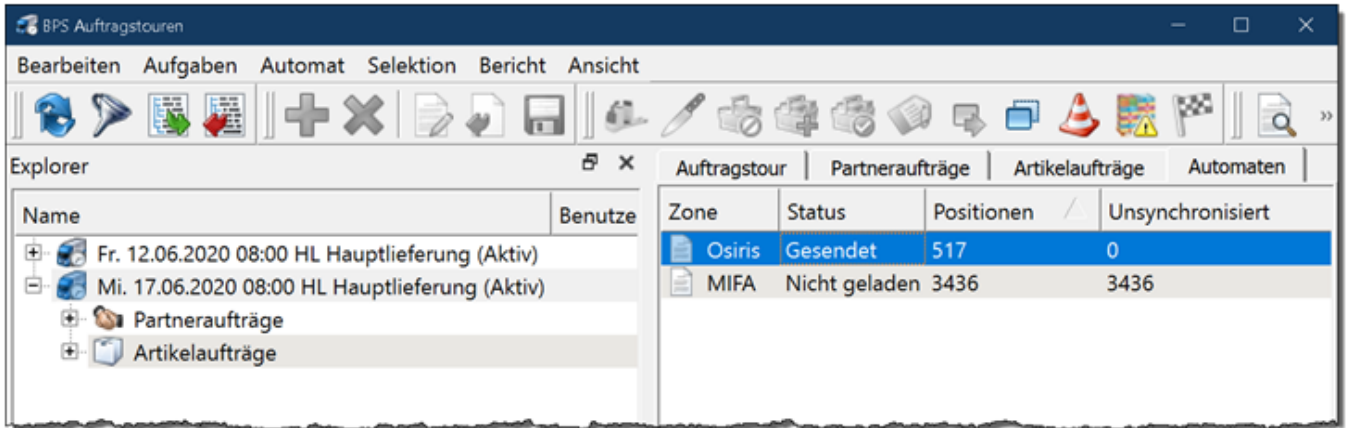 BPS Auftragstouren
Bearbeiten Aufgaben Automat Selektion Bericht Ansicht
Explorer
Name Benutze
Fr. 12.06.2020 08:00 HL Hauptlieferung (Aktiv)
Mi. 17.06.2020 08:00 HL Hauptlieferung (Aktiv)
Partneraufträge
Artikelaufträge
Auftragstour Partneraufträge Artikelaufträge Automaten
Zone Status Positionen Unsynchronisiert
Osiris Gesendet 517 0
MIFA Nicht geladen 3436 3436